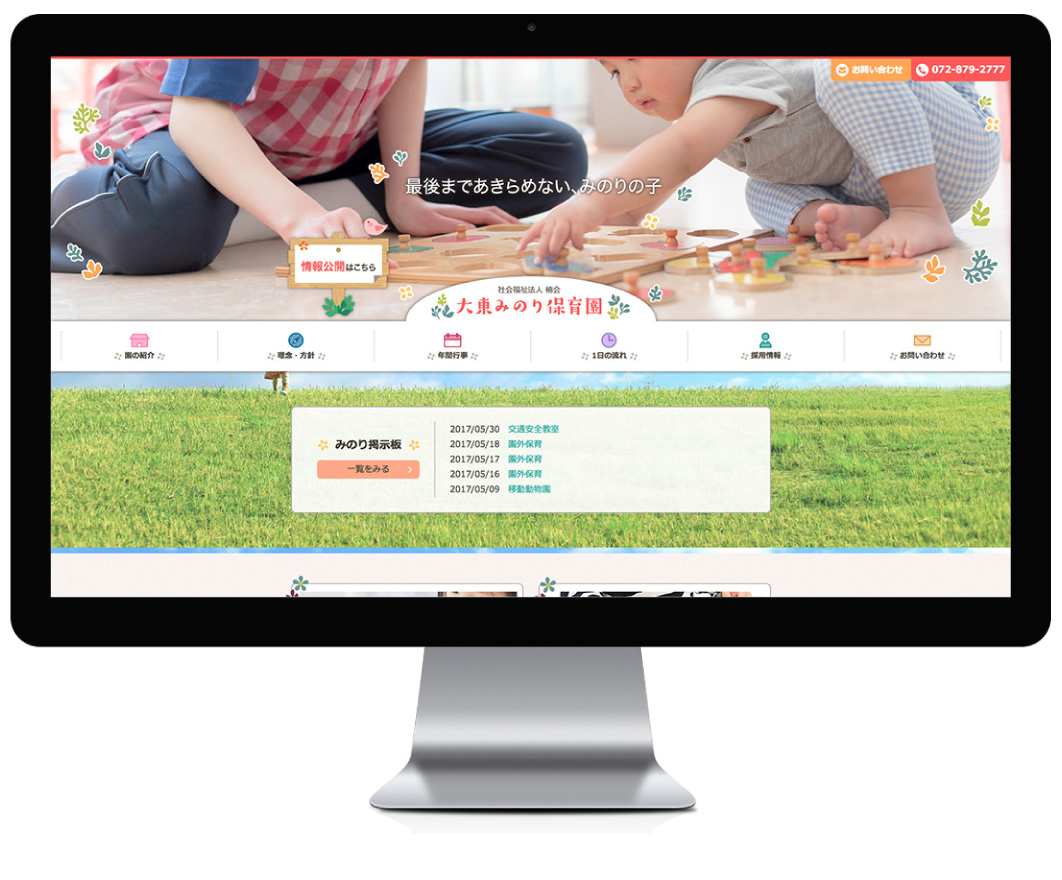 お問い合わせ
072-879-2777
最後まであきらめない、みのりの子
情報公開はこちら
社会福祉法人 楠会
大東みのり保育園
園の紹介
理念・方針
年間行事
1日の流れ
採用情報
お問い合わせ
みのり掲示板
一覧をみる
2017/05/30 交通安全教室
2017/05/18 園外保育
2017/05/17 園外保育
2017/05/16 園外保育
2017/05/09 移動動物園